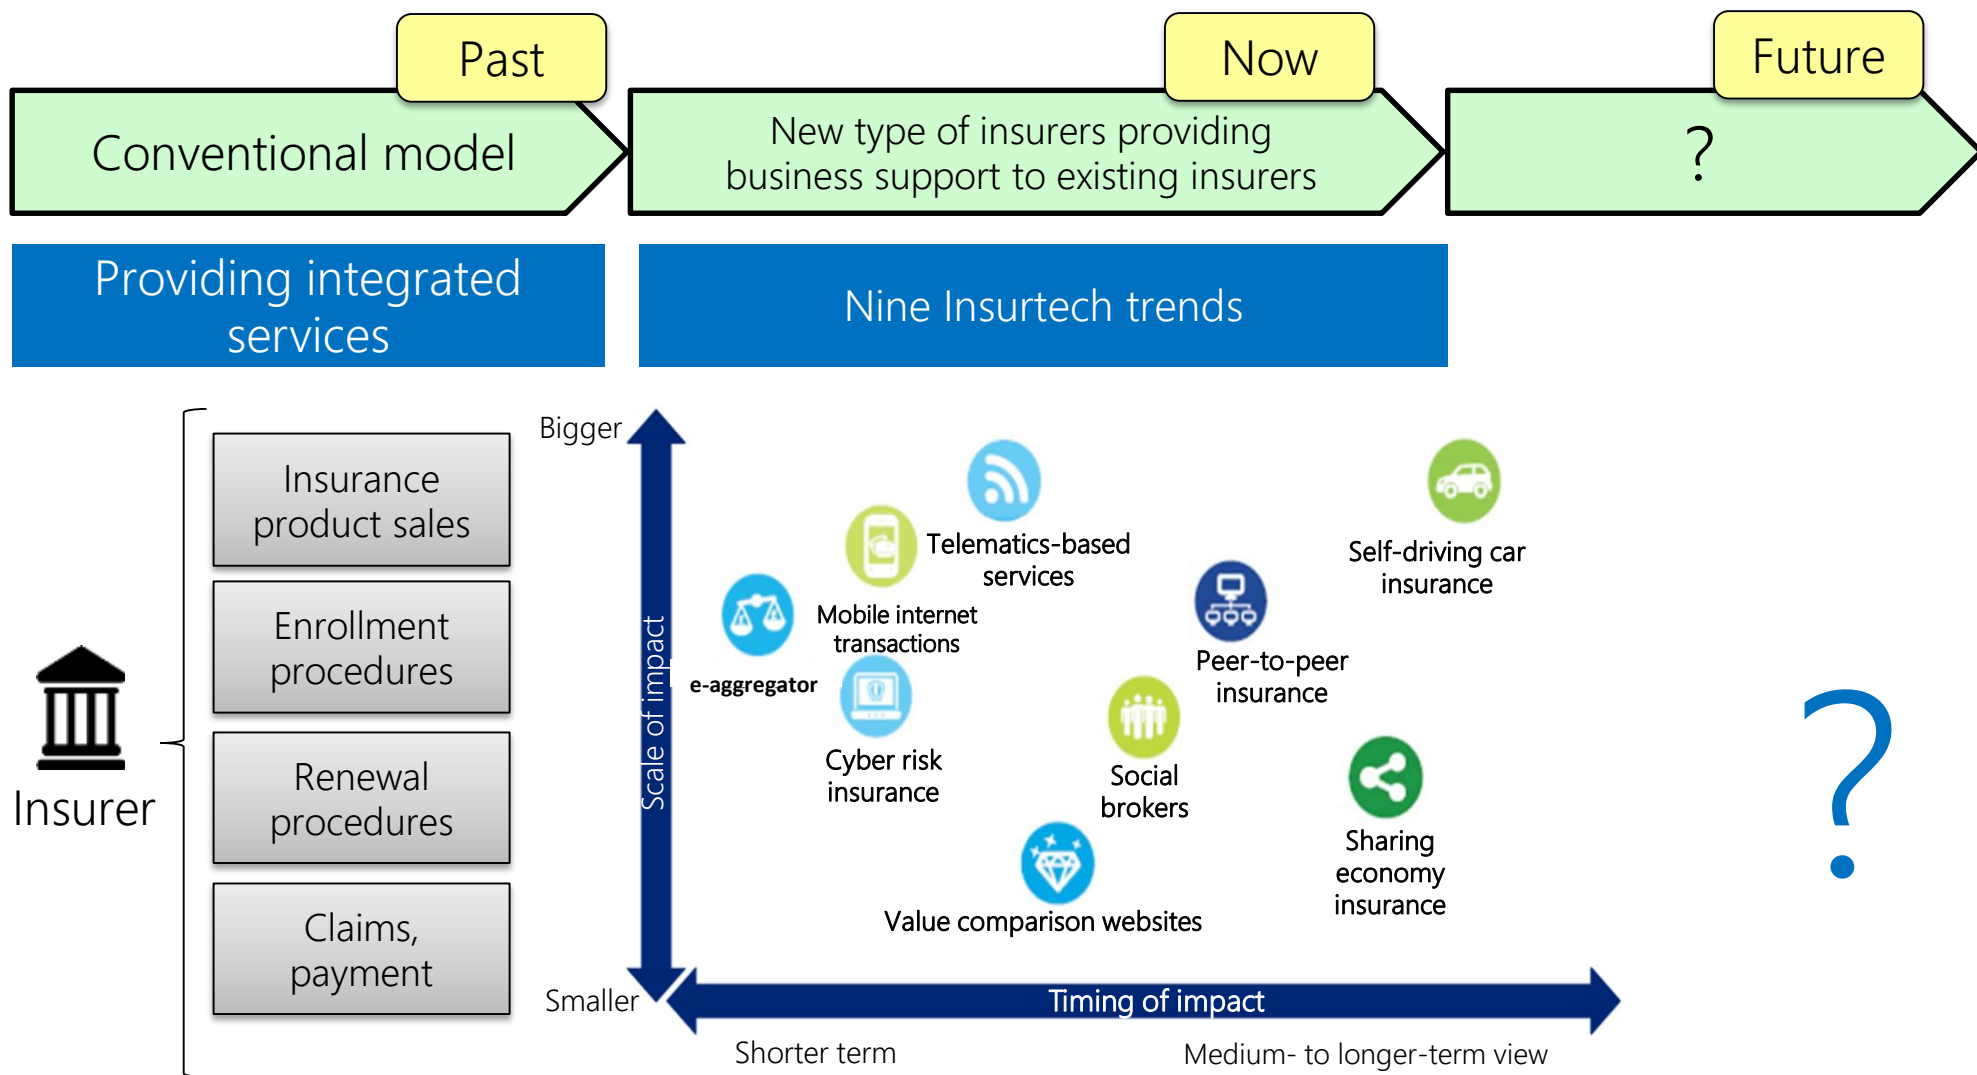 Past
Now
Future
Conventional model
New type of insurers providing
business support to existing insurers
?
Providing integrated
services
Nine Insurtech trends
Insurer
Insurance
product sales
Enrollment
procedures
Renewal
procedures
Claims,
payment
Bigger
Scale of impact
Smaller
Telematics-based
services
Self-driving car
insurance
Mobile internet
transactions
e-aggregator
Peer-to-peer
insurance
Cyber risk
insurance
Social
brokers
Sharing
economy
insurance
Value comparison websites
?
Timing of impact
Shorter term
Medium- to longer-term view